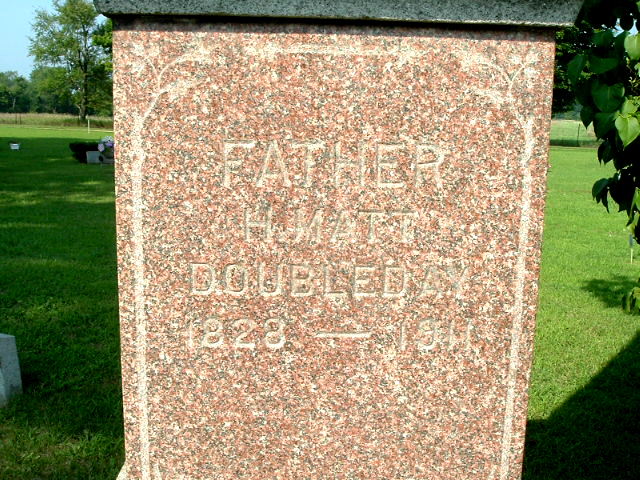 FATHER
H. MATT
DOUBLEDAY
1828 — 1911